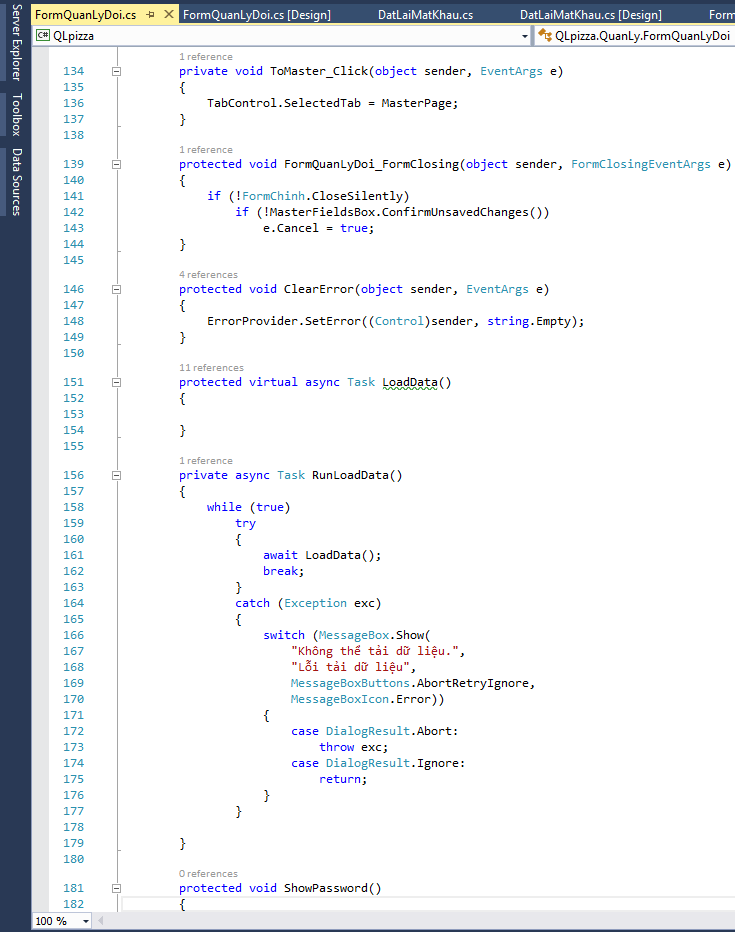 FormQuanLyDoi.cs FormQuanLyDoi.cs [Design] DatLaiMatKhau.cs DatLaiMatKhau.cs [Design] Form
C# QLpizza QLpizza.QuanLy.FormQuanLyDoi
Server Explorer
Toolbox
Data Sources
1 reference
134 private void ToMaster_Click(object sender, EventArgs e)
135 {
136 TabControl.SelectedTab = MasterPage;
137 }
138
1 reference
139 protected void FormQuanLyDoi_FormClosing(object sender, FormClosingEventArgs e)
140 {
141 if (!FormChinh.CloseSilently)
142 if (!MasterFieldsBox.ConfirmUnsavedChanges())
143 e.Cancel = true;
144 }
145
4 references
146 protected void ClearError(object sender, EventArgs e)
147 {
148 ErrorProvider.SetError((Control)sender, string.Empty);
149 }
150
11 references
151 protected virtual async Task LoadData()
152 {
153
154 }
155
1 reference
156 private async Task RunLoadData()
157 {
158 while (true)
159 try
160 {
161 await LoadData();
162 break;
163 }
164 catch (Exception exc)
165 {
166 switch (MessageBox.Show(
167 "Không thể tải dữ liệu.",
168 "Lỗi tải dữ liệu",
169 MessageBoxButtons.AbortRetryIgnore,
170 MessageBoxIcon.Error))
171 {
172 case DialogResult.Abort:
173 throw exc;
174 case DialogResult.Ignore:
175 return;
176 }
177 }
178
179 }
180
0 references
181 protected void ShowPassword()
182 {
100 %